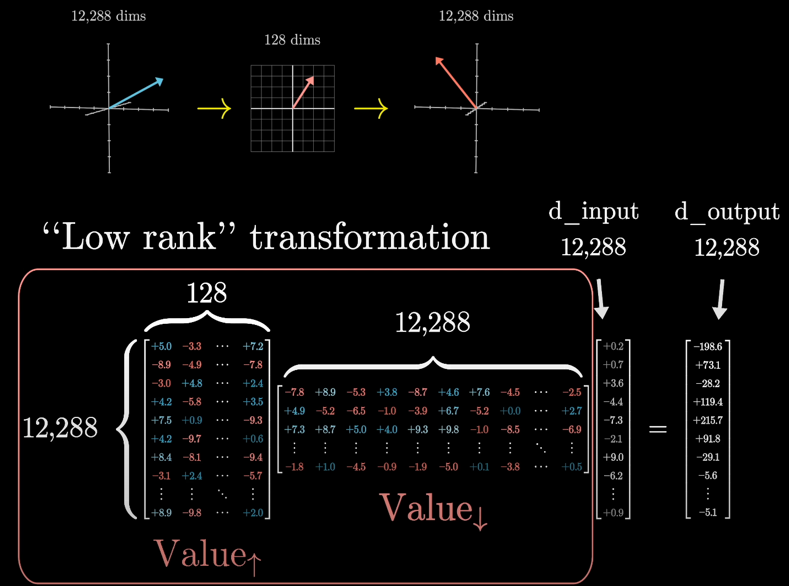 12,288 dims
128 dims
12,288 dims
“Low rank” transformation
d_input
12,288
d_output
12,288
128
12,288
12,288
+5.0 −3.3 ⋯ +7.2
−8.9 −4.9 ⋯ −7.8
−3.0 +4.8 ⋯ +2.4
−4.2 −5.8 ⋯ −3.5
+7.5 +0.9 ⋯ −9.3
+4.2 −9.7 ⋯ +0.6
+8.4 −8.1 ⋯ −9.4
−3.1 +2.4 ⋯ −5.7
⋮ ⋮ ⋱ ⋮
+8.9 −9.8 ⋯ +2.0
−7.8 +8.9 −5.3 +3.8 −8.7 +4.6 +7.6 −4.5 ⋯ −2.5
+4.9 −5.2 −6.5 −1.0 −3.9 +6.7 −5.2 +0.0 ⋯ +2.7
+7.3 +8.7 +5.0 +4.0 +9.3 +9.8 −1.0 −8.5 ⋯ −6.9
⋮ ⋮ ⋮ ⋮ ⋮ ⋮ ⋮ ⋮ ⋱ ⋮
−1.8 +1.0 −4.5 −0.9 −1.9 −5.0 +0.1 −3.8 ⋯ +0.5
+0.2
+0.7
+3.6
−4.4
−7.3
−2.1
+9.0
−6.2
⋮
+0.9
=
−198.6
+73.1
−28.2
+119.4
+215.7
+91.8
−29.1
−5.6
⋮
−5.1
Value↓
Value↑